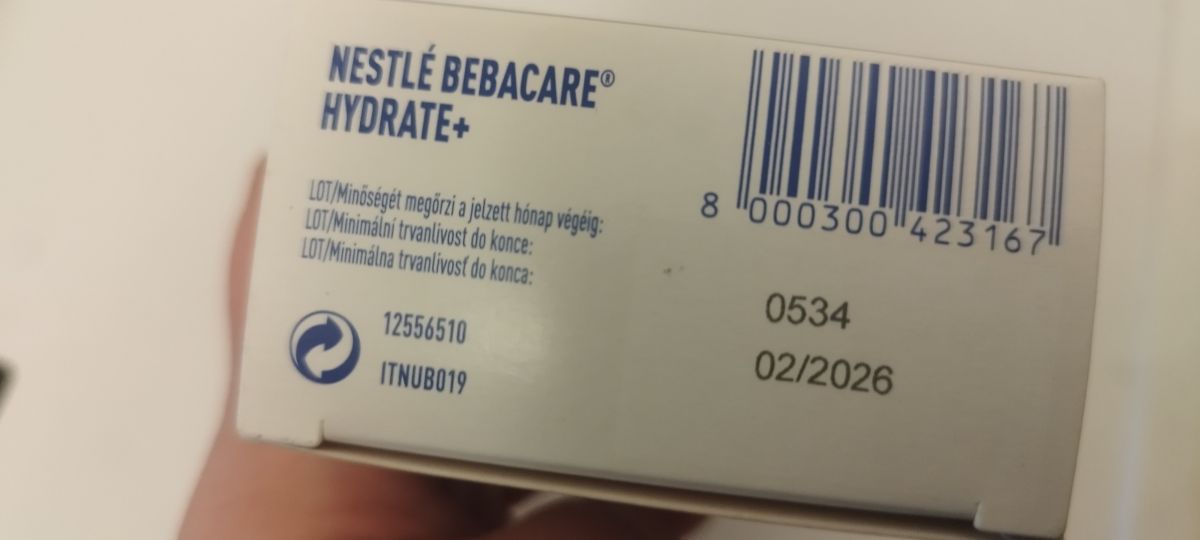 NESTLÉ BEBACARE®
HYDRATE+
LOT/Minőségét megőrzi a jelzett hónap végéig:
LOT/Minimální trvanlivost do konce:
LOT/Minimálna trvanlivosť do konca:
12556510
ITNUB019
8 000300 423167
0534
02/2026